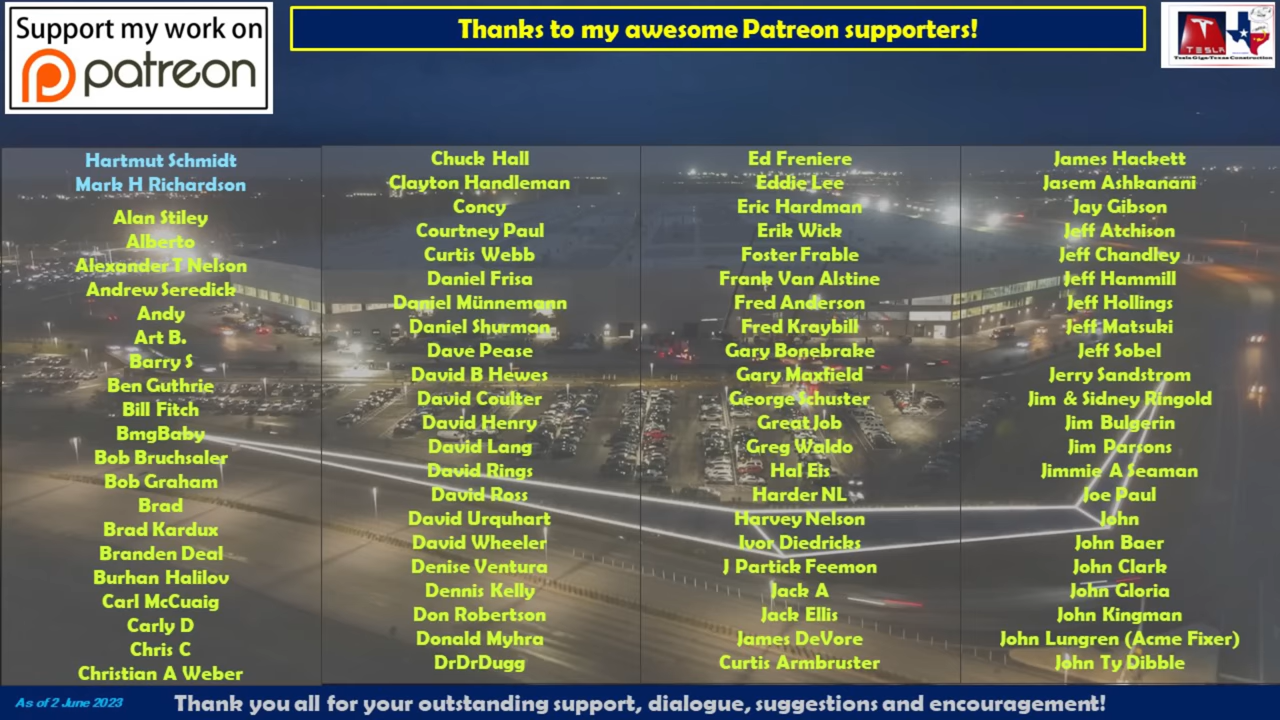 Support my work on
patreon
Thanks to my awesome Patreon supporters!
TESLA
Tesla Giga Texas Construction
Hartmut Schmidt
Mark H Richardson
Alan Stiley
Alberto
Alexander T Nelson
Andrew Seredick
Andy
Art B.
Barry S
Ben Guthrie
Bill Fitch
BmgBaby
Bob Bruchsaler
Bob Graham
Brad
Brad Kardux
Branden Deal
Burhan Halilov
Carl McCuaig
Carly D
Chris C
Christian A Weber
Chuck Hall
Clayton Handleman
Concy
Courtney Paul
Curtis Webb
Daniel Frisa
Daniel Münnemann
Daniel Shurman
Dave Pease
David B Hewes
David Coulter
David Henry
David Lang
David Rings
David Ross
David Urquhart
David Wheeler
Denise Ventura
Dennis Kelly
Don Robertson
Donald Myhra
DrDrDugg
Ed Freniere
Eddie Lee
Eric Hardman
Erik Wick
Foster Frable
Frank Van Alstine
Fred Anderson
Fred Kraybill
Gary Bonebrake
Gary Maxfield
George Schuster
Great Job
Greg Waldo
Hal Eis
Harder NL
Harvey Nelson
Ivor Diedricks
J Partick Feemon
Jack A
Jack Ellis
James DeVore
Curtis Armbruster
James Hackett
Jasem Ashkanani
Jay Gibson
Jeff Atchison
Jeff Chandley
Jeff Hammill
Jeff Hollings
Jeff Matsuki
Jeff Sobel
Jerry Sandstrom
Jim & Sidney Ringold
Jim Bulgerin
Jim Parsons
Jimmie A Seaman
Joe Paul
John
John Baer
John Clark
John Gloria
John Kingman
John Lungren (Acme Fixer)
John Ty Dibble
As of 2 June 2023
Thank you all for your outstanding support, dialogue, suggestions and encouragement!